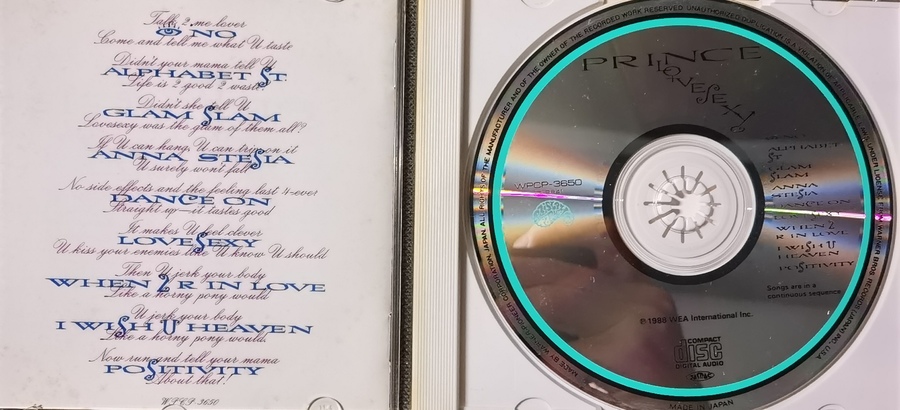 Talk 2 me lover
👁 NO
Come and tell me what U taste
Didn't your mama tell U
ALPHABET ST
Life is 2 good 2 waste?
Didn't she tell U
GLAM SLAM
Lovesexy was the glam of them all?
If U can hang, U can trip on it
ANNA STESIA
U surely won't fall
No side effects and the feeling last 4-ever
DANCE ON
Straight up—it tastes good
It makes U feel clever
LOVESEXY
U kiss your enemies like U know U should
Then U jerk your body
WHEN 2 R IN LOVE
Like a horny pony would
U jerk your body
I WISH U HEAVEN
Like a horny pony would
Now run and tell your mama
POSITIVITY
About that!
WPCP 3650
PRINCE
LOVESEXY
WPCP-3650
ALPHABET
ST
GLAM
SLAM
ANNA
STESIA
DANCE ON
WHEN 2
R IN LOVE
I WISH U
HEAVEN
POSITIVITY
Songs are in a
continuous sequence.
℗1988 WEA International Inc.
COMPACT
disc
DIGITAL AUDIO
MADE IN JAPAN